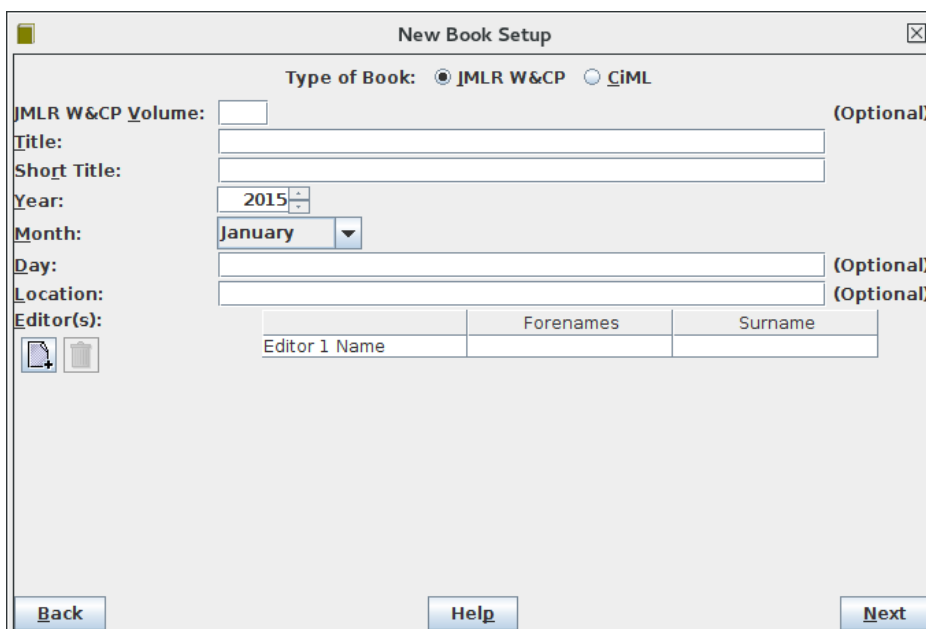 New Book Setup
Type of Book: JMLR W&CP CiML
JMLR W&CP Volume: (Optional)
Title:
Short Title:
Year: 2015
Month: January
Day: (Optional)
Location: (Optional)
Editor(s): Forenames Surname
Editor 1 Name
Back Help Next